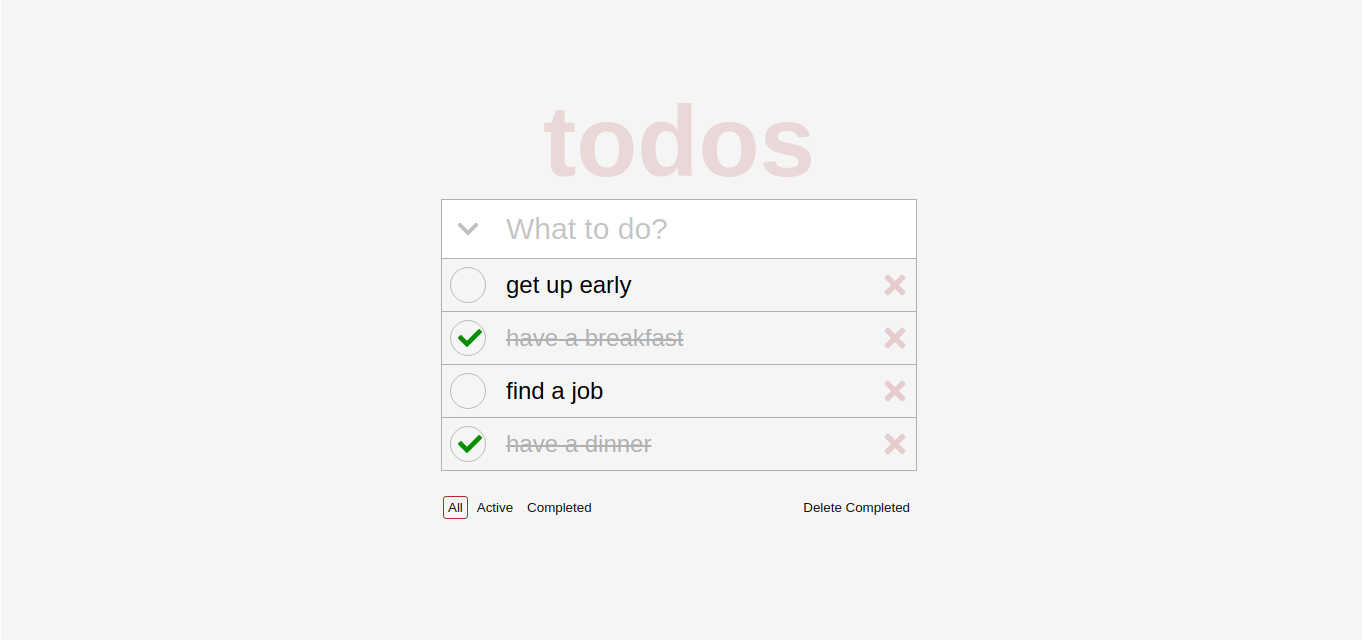 todos
What to do?
get up early
have a breakfast
find a job
have a dinner
All Active Completed Delete Completed